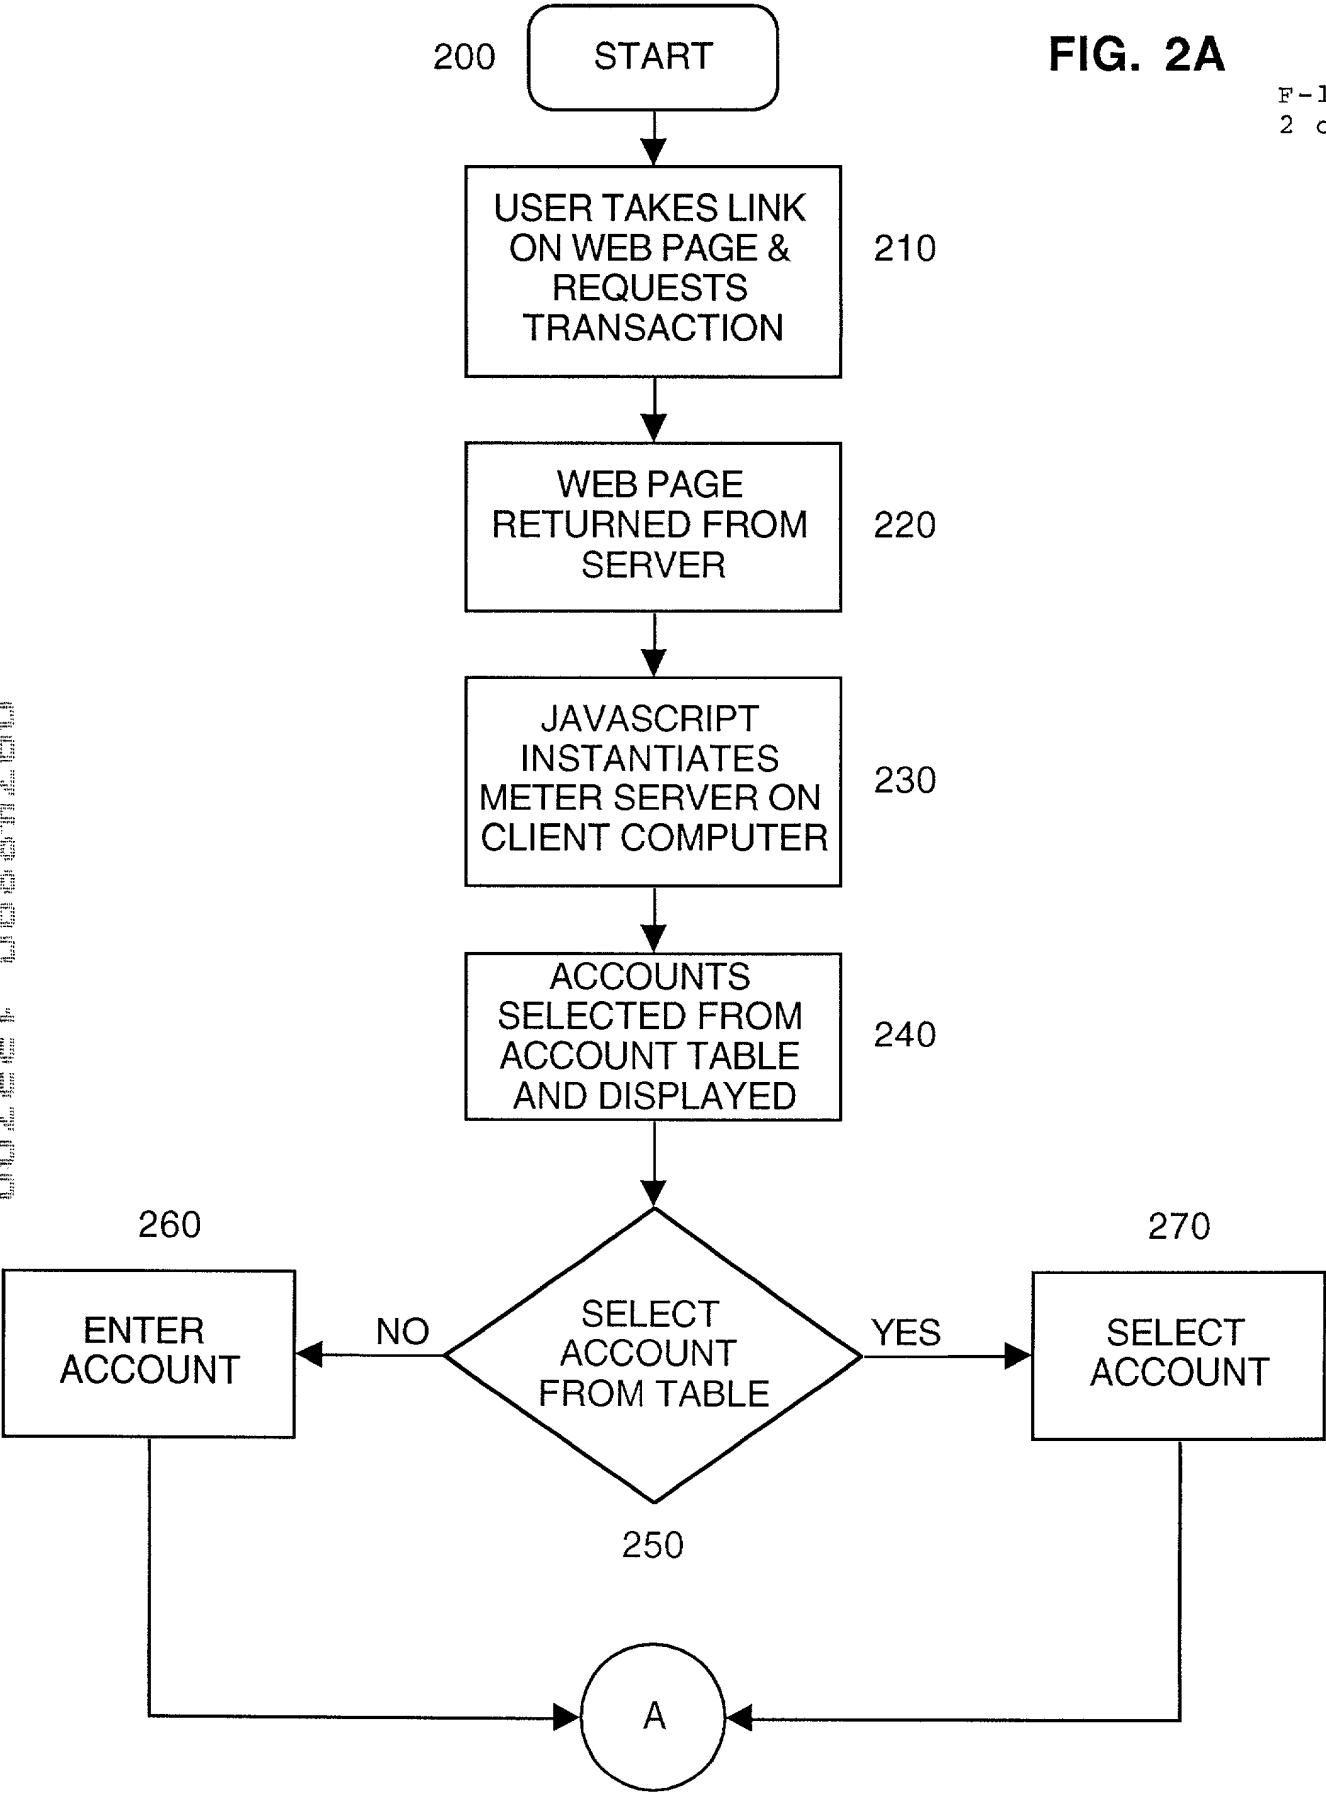 200
START
FIG. 2A
F-1
2
USER TAKES LINK
ON WEB PAGE &
REQUESTS
TRANSACTION
210
WEB PAGE
RETURNED FROM
SERVER
220
JAVASCRIPT
INSTANTIATES
METER SERVER ON
CLIENT COMPUTER
230
ACCOUNTS
SELECTED FROM
ACCOUNT TABLE
AND DISPLAYED
240
260
270
ENTER
ACCOUNT
NO
SELECT
ACCOUNT
FROM TABLE
YES
SELECT
ACCOUNT
250
A